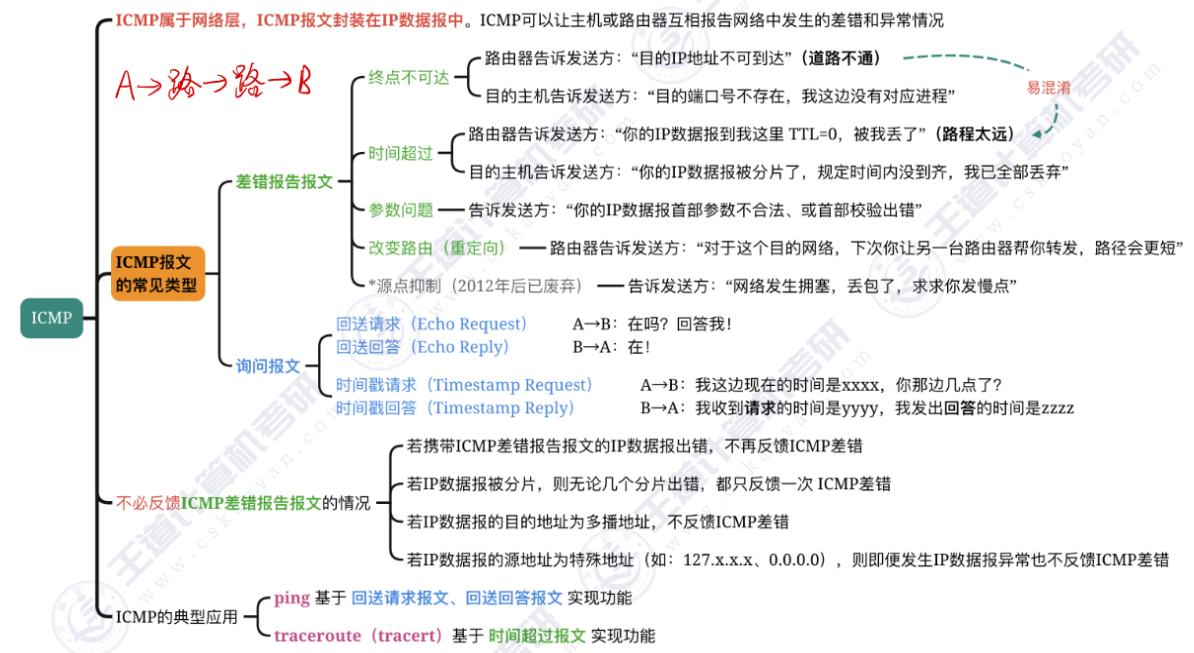 ICMP属于网络层，ICMP报文封装在IP数据报中。ICMP可以让主机或路由器互相报告网络中发生的差错和异常情况
A→路→路→B
终点不可达
路由器告诉发送方：“目的IP地址不可到达”（道路不通）
目的主机告诉发送方：“目的端口号不存在，我这边没有对应进程”
易混淆
时间超过
路由器告诉发送方：“你的IP数据报到我这里 TTL=0，被我丢了”（路程太远）
目的主机告诉发送方：“你的IP数据报被分片了，规定时间内没到齐，我已全部丢弃”
差错报告报文
参数问题
告诉发送方：“你的IP数据报首部参数不合法、或首部校验出错”
改变路由（重定向）
路由器告诉发送方：“对于这个目的网络，下次你让另一台路由器帮你转发，路径会更短”
*源点抑制（2012年后已废弃）
告诉发送方：“网络发生拥塞，丢包了，求求你发慢点”
ICMP报文
的常见类型
ICMP
询问报文
回送请求（Echo Request） A→B：在吗？回答我！
回送回答（Echo Reply） B→A：在！
时间戳请求（Timestamp Request） A→B：我这边现在的时间是xxxx，你那边几点了？
时间戳回答（Timestamp Reply） B→A：我收到请求的时间是yyyy，我发出回答的时间是zzzz
不必反馈ICMP差错报告报文的情况
若携带ICMP差错报告报文的IP数据报出错，不再反馈ICMP差错
若IP数据报被分片，则无论几个分片出错，都只反馈一次 ICMP差错
若IP数据报的目的地址为多播地址，不反馈ICMP差错
若IP数据报的源地址为特殊地址（如：127.x.x.x、0.0.0.0），则即便发生IP数据报异常也不反馈ICMP差错
ICMP的典型应用
ping 基于 回送请求报文、回送回答报文 实现功能
traceroute（tracert）基于 时间超过报文 实现功能
王道计算机考研
www.cskaoyan.com